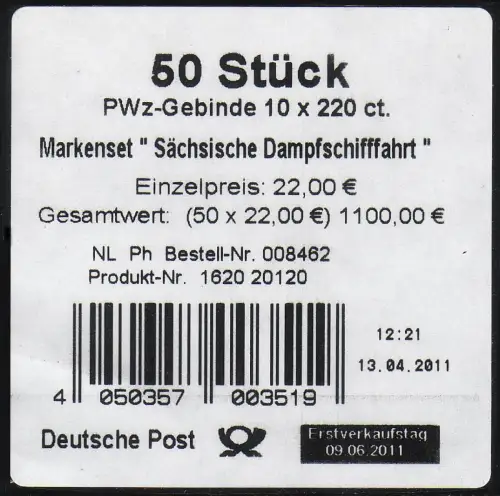 50 Stück
PWz-Gebinde 10 x 220 ct.
Markenset " Sächsische Dampfschifffahrt "
Einzelpreis: 22,00 €
Gesamtwert: (50 x 22,00 €) 1100,00 €
NL Ph Bestell-Nr. 008462
Produkt-Nr. 1620 20120
12:21
13.04.2011
4 050357 003519
Deutsche Post
Erstverkaufstag
09.06.2011